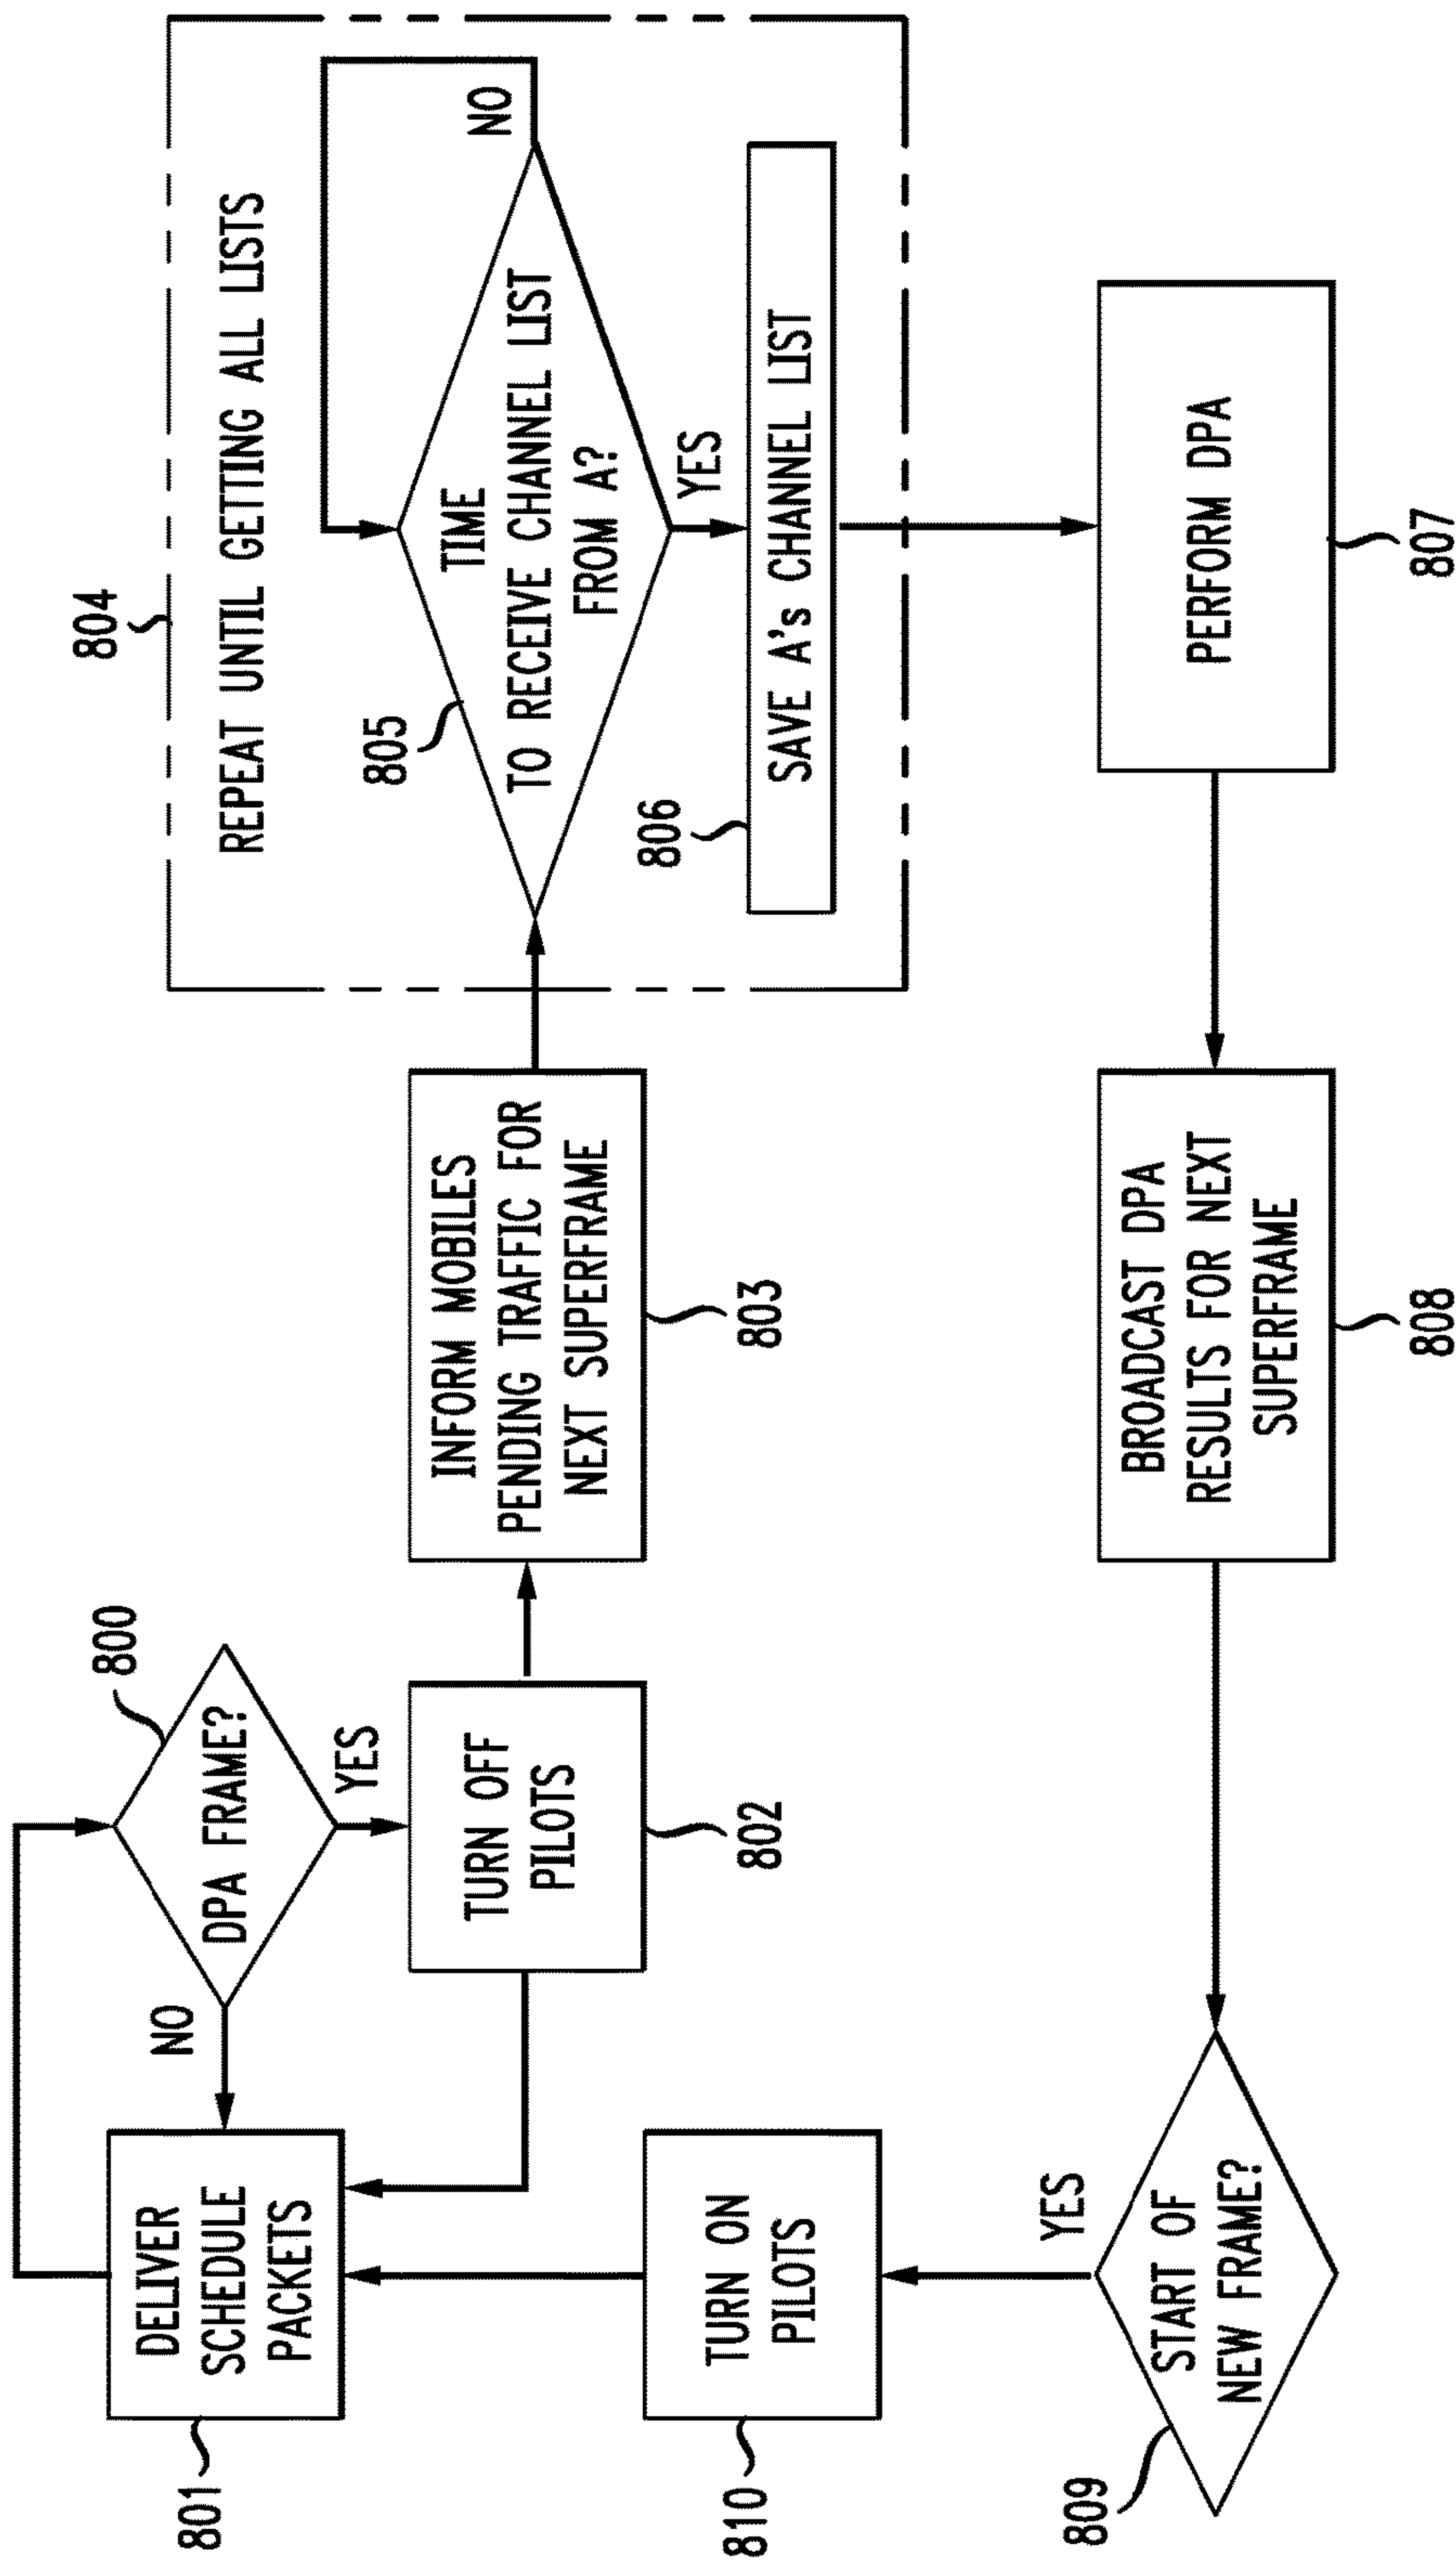 800
DPA FRAME?
NO
YES
801
DELIVER
SCHEDULE
PACKETS
802
TURN OFF
PILOTS
803
INFORM MOBILES
PENDING TRAFFIC FOR
NEXT SUPERFRAME
804
REPEAT UNTIL GETTING ALL LISTS
805
TIME
TO RECEIVE CHANNEL LIST
FROM A?
NO
YES
806
SAVE A's CHANNEL LIST
810
TURN ON
PILOTS
YES
809
START OF
NEW FRAME?
BROADCAST DPA
RESULTS FOR NEXT
SUPERFRAME
808
PERFORM DPA
807